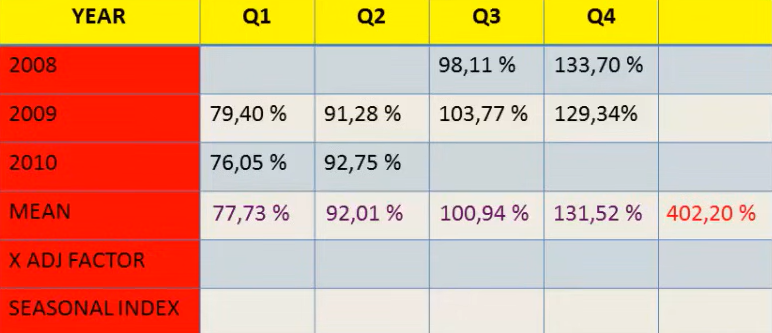 YEAR Q1 Q2 Q3 Q4
2008 98,11 % 133,70 %
2009 79,40 % 91,28 % 103,77 % 129,34%
2010 76,05 % 92,75 %
MEAN 77,73 % 92,01 % 100,94 % 131,52 % 402,20 %
X ADJ FACTOR
SEASONAL INDEX